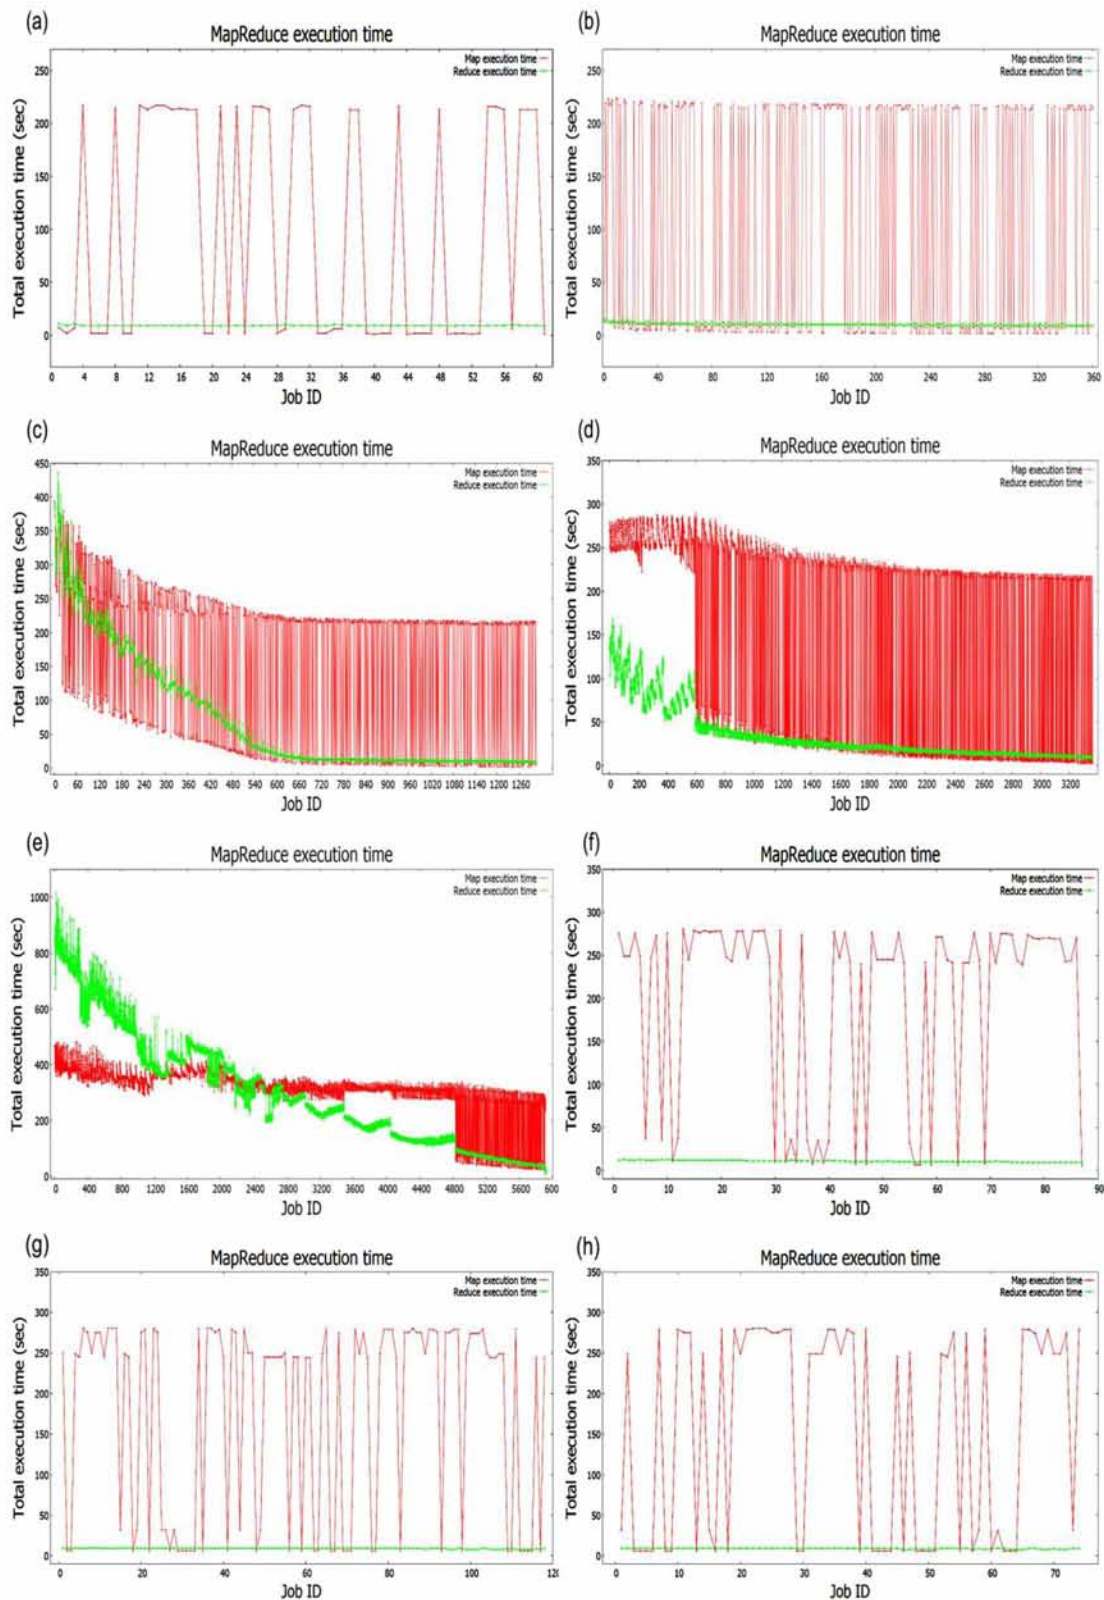 (a)
MapReduce execution time
Map execution time
Reduce execution time
250
200
150
100
50
0
Total execution time (sec)
4 8 12 16 20 24 28 32 36 40 44 48 52 56 60
Job ID
(b)
MapReduce execution time
Map execution time
Reduce execution time
250
200
150
100
50
0
Total execution time (sec)
0 40 80 120 160 200 240 280 320 360
Job ID
(c)
MapReduce execution time
Map execution time
Reduce execution time
450
400
350
300
250
200
150
100
50
0
Total execution time (sec)
0 60 120 180 240 300 360 420 480 540 600 660 720 780 840 900 960 1020 1080 1140 1200 1260
Job ID
(d)
MapReduce execution time
Map execution time
Reduce execution time
350
300
250
200
150
100
50
0
Total execution time (sec)
0 200 400 600 800 1000 1200 1400 1600 1800 2000 2200 2400 2600 2800 3000 3200
Job ID
(e)
MapReduce execution time
Map execution time
Reduce execution time
1000
800
600
400
200
0
Total execution time (sec)
0 400 800 1200 1600 2000 2400 2800 3200 3600 4000 4400 4800 5200 5600 600
Job ID
(f)
MapReduce execution time
Map execution time
Reduce execution time
350
300
250
200
150
100
50
0
Total execution time (sec)
0 10 20 30 40 50 60 70 80 90
Job ID
(g)
MapReduce execution time
Map execution time
Reduce execution time
350
300
250
200
150
100
50
0
Total execution time (sec)
0 20 40 60 80 100 120
Job ID
(h)
MapReduce execution time
Map execution time
Reduce execution time
350
300
250
200
150
100
50
0
Total execution time (sec)
0 10 20 30 40 50 60 70
Job ID